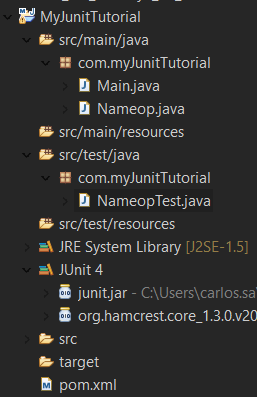 MyJunitTutorial
src/main/java
com.myJunitTutorial
Main.java
Nameop.java
src/main/resources
src/test/java
com.myJunitTutorial
NameopTest.java
src/test/resources
JRE System Library [J2SE-1.5]
JUnit 4
junit.jar - C:\Users\carlos.sa
org.hamcrest.core_1.3.0.v20
src
target
pom.xml